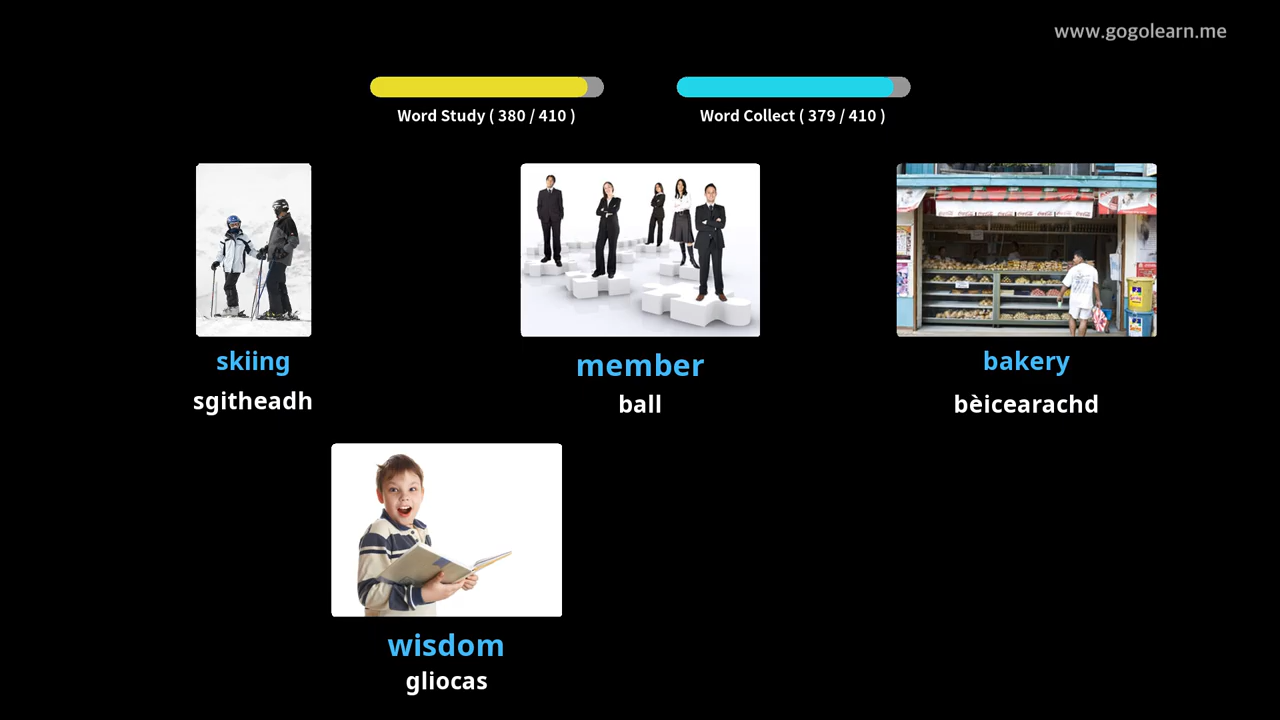 www.gogolearn.me
Word Study ( 380 / 410 )
Word Collect ( 379 / 410 )
skiing
sgitheadh
member
ball
bakery
bèicearachd
wisdom
gliocas